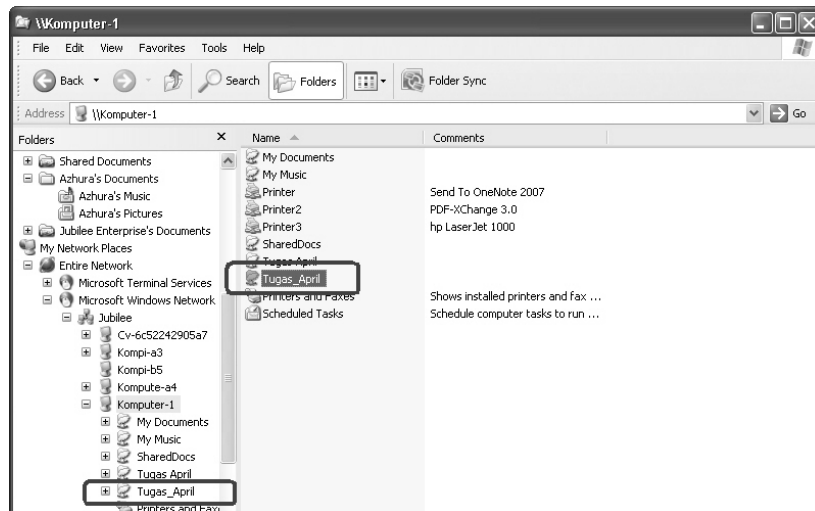 \\Komputer-1
File Edit View Favorites Tools Help
Back Search Folders Folder Sync
Address \\Komputer-1 Go
Folders
Shared Documents
Azhura's Documents
Azhura's Music
Azhura's Pictures
Jubilee Enterprise's Documents
My Network Places
Entire Network
Microsoft Terminal Services
Microsoft Windows Network
Jubilee
Cv-6c52242905a7
Kompi-a3
Kompi-b5
Kompute-a4
Komputer-1
My Documents
My Music
SharedDocs
Tugas April
Tugas_April
Printers and Faxe
Name Comments
My Documents
My Music
Printer Send To OneNote 2007
Printer2 PDF-XChange 3.0
Printer3 hp LaserJet 1000
SharedDocs
Tugas April
Tugas_April
Printers and Faxes Shows installed printers and fax ...
Scheduled Tasks Schedule computer tasks to run ...